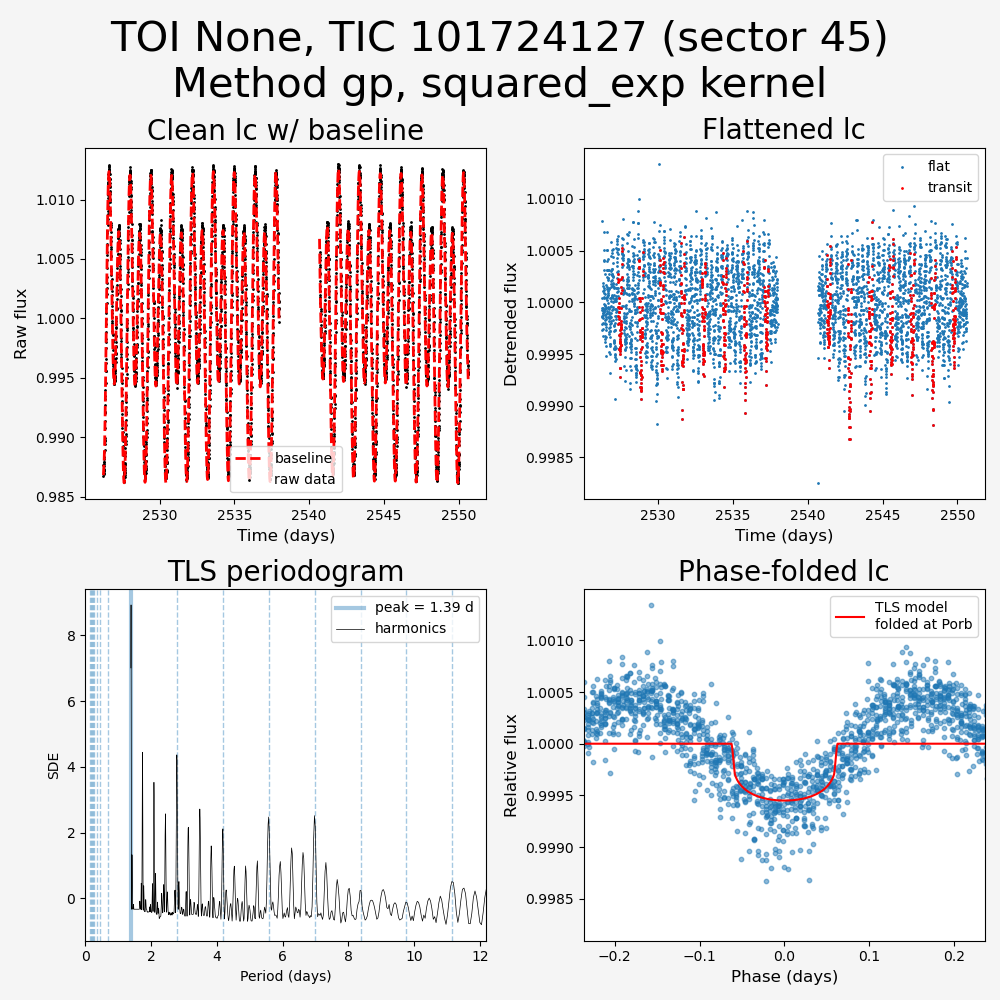 TOI None, TIC 101724127 (sector 45)
Method gp, squared_exp kernel
Clean lc w/ baseline
Raw flux
1.010
1.005
1.000
0.995
0.990
0.985
baseline
raw data
2530
2535
2540
2545
2550
Time (days)
Flattened lc
Detrended flux
1.0010
1.0005
1.0000
0.9995
0.9990
0.9985
flat
transit
2530
2535
2540
2545
2550
Time (days)
TLS periodogram
SDE
8
6
4
2
0
peak = 1.39 d
harmonics
0
2
4
6
8
10
12
Period (days)
Phase-folded lc
Relative flux
1.0010
1.0005
1.0000
0.9995
0.9990
0.9985
TLS model
folded at Porb
−0.2
−0.1
0.0
0.1
0.2
Phase (days)